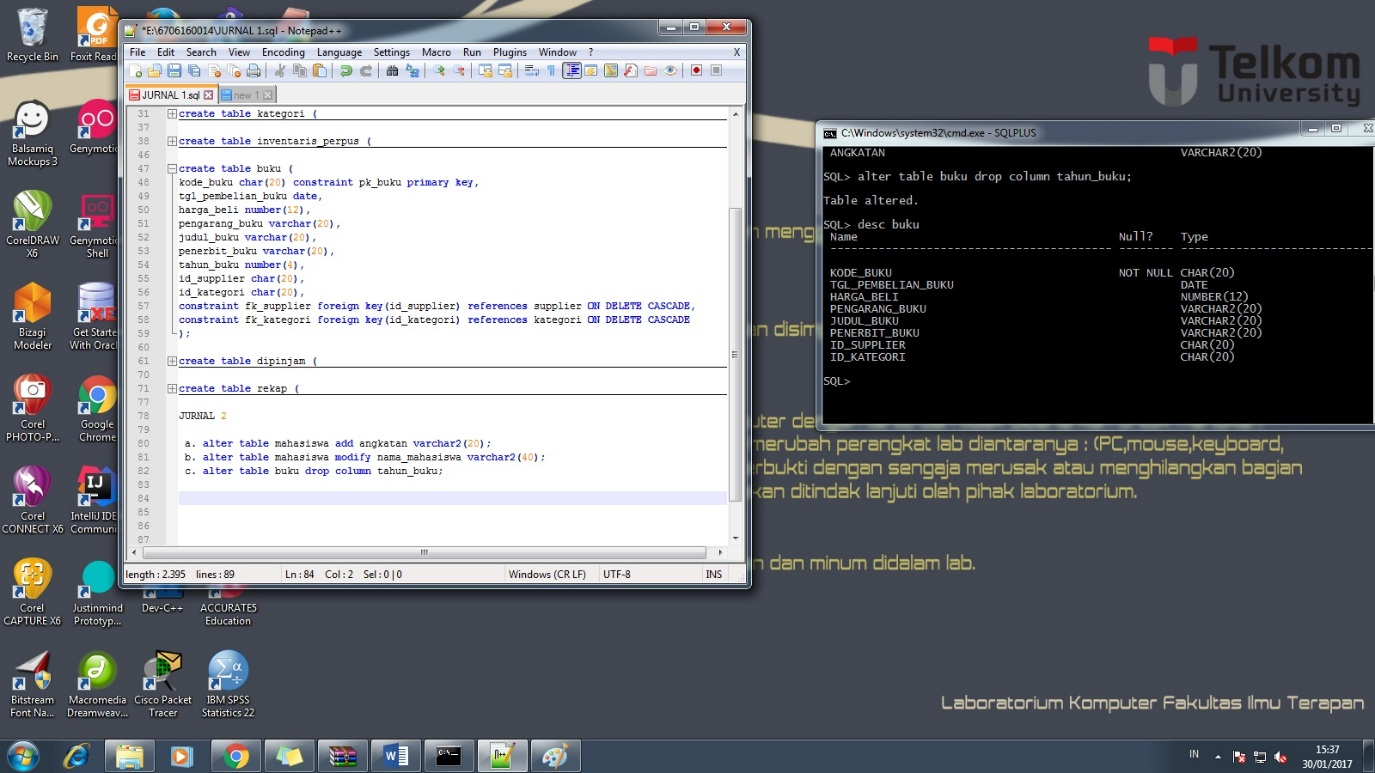 Recycle Bin
Foxit Read
Balsamiq
Mockups 3
Genymotic
CorelDRAW
X6
Genymotic
Shell
Bizagi
Modeler
Get Starte
With Oracl
Corel
PHOTO-P...
Google
Chrome
Corel
CONNECT X6
IntelliJ IDE
Communi
Corel
CAPTURE X6
Justinmind
Prototyp...
Dev-C++
ACCURATE5
Education
Bitstream
Font Na...
Macromedia
Dreamweav...
Cisco Packet
Tracer
IBM SPSS
Statistics 22
*E:\6706160014\JURNAL 1.sql - Notepad++
File Edit Search View Encoding Language Settings Macro Run Plugins Window ? X
JURNAL 1.sql new 1
31 create table kategori (
37
38 create table inventaris_perpus (
46
47 create table buku (
48 kode_buku char(20) constraint pk_buku primary key,
49 tgl_pembelian_buku date,
50 harga_beli number(12),
51 pengarang_buku varchar(20),
52 judul_buku varchar(20),
53 penerbit_buku varchar(20),
54 tahun_buku number(4),
55 id_supplier char(20),
56 id_kategori char(20),
57 constraint fk_supplier foreign key(id_supplier) references supplier ON DELETE CASCADE,
58 constraint fk_kategori foreign key(id_kategori) references kategori ON DELETE CASCADE
59 );
60
61 create table dipinjam (
70
71 create table rekap (
77
78 JURNAL 2
79
80 a. alter table mahasiswa add angkatan varchar2(20);
81 b. alter table mahasiswa modify nama_mahasiswa varchar2(40);
82 c. alter table buku drop column tahun_buku;
83
84
85
86
87
length : 2.395 lines : 89 Ln : 84 Col : 2 Sel : 0 | 0 Windows (CR LF) UTF-8 INS
Telkom
University
C:\Windows\system32\cmd.exe - SQLPLUS
ANGKATAN VARCHAR2(20)
SQL> alter table buku drop column tahun_buku;
Table altered.
SQL> desc buku
Name Null? Type
KODE_BUKU NOT NULL CHAR(20)
TGL_PEMBELIAN_BUKU DATE
HARGA_BELI NUMBER(12)
PENGARANG_BUKU VARCHAR2(20)
JUDUL_BUKU VARCHAR2(20)
PENERBIT_BUKU VARCHAR2(20)
ID_SUPPLIER CHAR(20)
ID_KATEGORI CHAR(20)
SQL>
merubah perangkat lab diantaranya : (PC,mouse,keyboard,
erbukti dengan sengaja merusak atau menghilangkan bagian
kan ditindak lanjuti oleh pihak laboratorium.
n dan minum didalam lab.
Laboratorium Komputer Fakultas Ilmu Terapan
IN
15:37
30/01/2017